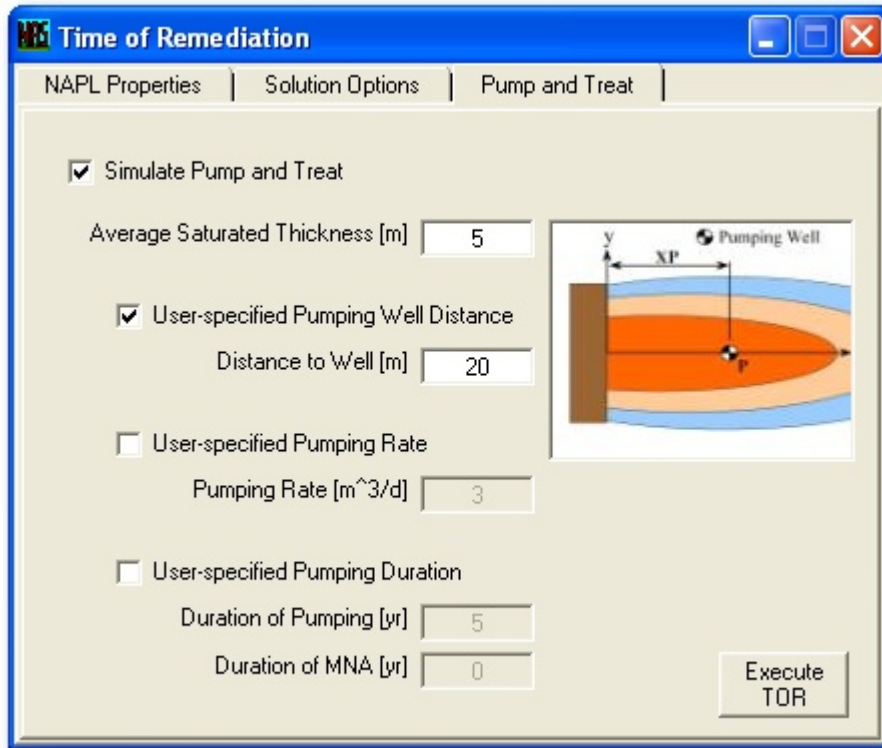 NAS Time of Remediation
NAPL Properties Solution Options Pump and Treat
Simulate Pump and Treat
Average Saturated Thickness [m] 5
User-specified Pumping Well Distance
Distance to Well [m] 20
y Pumping Well
XP
P
User-specified Pumping Rate
Pumping Rate [m^3/d] 3
User-specified Pumping Duration
Duration of Pumping [yr] 5
Duration of MNA [yr] 0
Execute
TOR